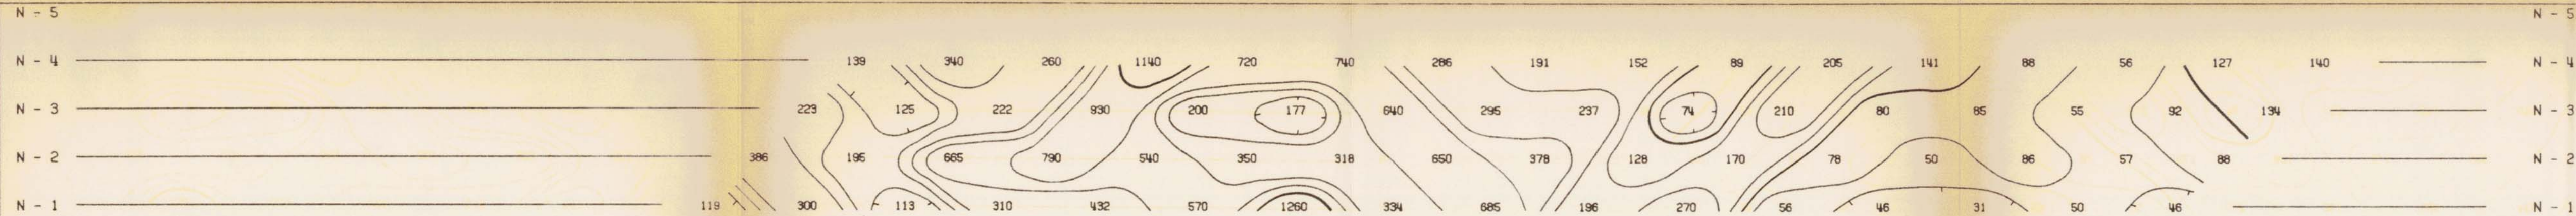 N - 5 N - 5
N - 4 139 340 260 1140 720 740 286 191 152 89 205 141 88 56 127 140 N - 4
N - 3 223 125 222 930 200 177 640 295 237 74 210 80 85 55 92 134 N - 3
N - 2 386 195 665 790 540 350 318 650 378 128 170 78 50 86 57 88 N - 2
N - 1 119 300 113 310 432 570 1260 334 685 196 270 56 46 31 50 46 N - 1